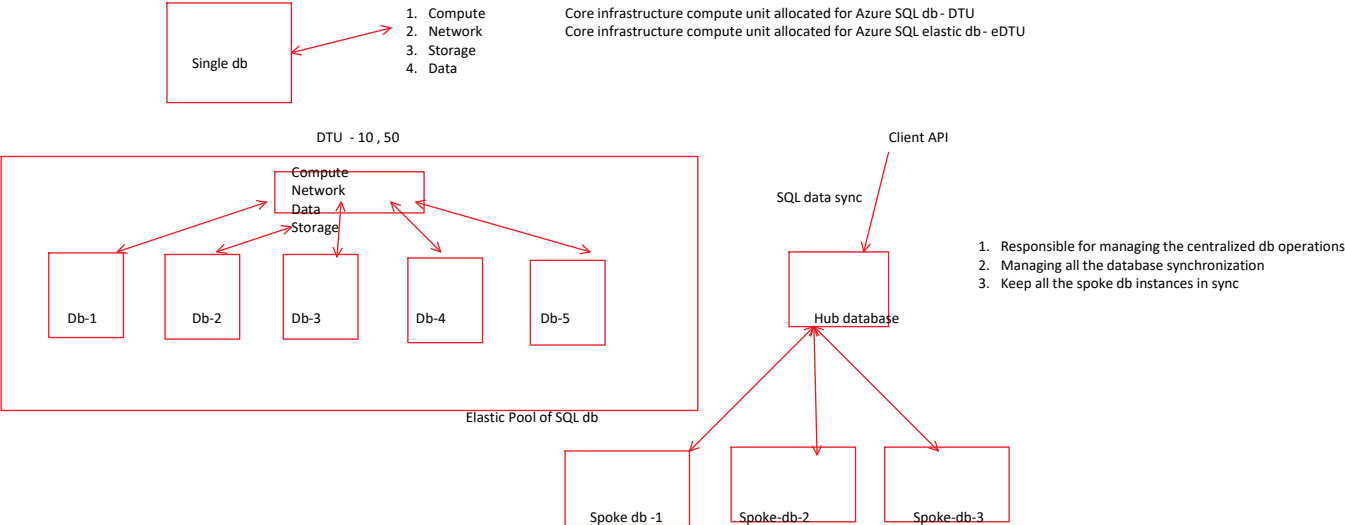 1. Compute
2. Network
3. Storage
4. Data
Core infrastructure compute unit allocated for Azure SQL db - DTU
Core infrastructure compute unit allocated for Azure SQL elastic db - eDTU
Single db
DTU - 10 , 50
Compute
Network
Data
Storage
Db-1
Db-2
Db-3
Db-4
Db-5
Elastic Pool of SQL db
Client API
SQL data sync
Hub database
1. Responsible for managing the centralized db operations
2. Managing all the database synchronization
3. Keep all the spoke db instances in sync
Spoke db -1
Spoke-db-2
Spoke-db-3